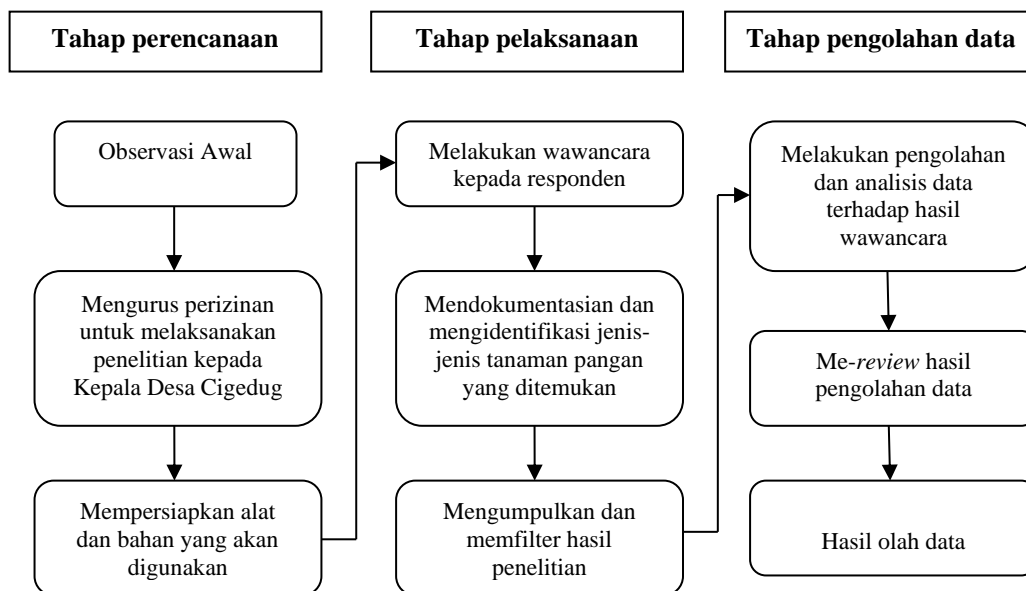 Tahap perencanaan
Tahap pelaksanaan
Tahap pengolahan data
Observasi Awal
Mengurus perizinan
untuk melaksanakan
penelitian kepada
Kepala Desa Cigedug
Mempersiapkan alat
dan bahan yang akan
digunakan
Melakukan wawancara
kepada responden
Mendokumentasian dan
mengidentifikasi jenis-
jenis tanaman pangan
yang ditemukan
Mengumpulkan dan
memfilter hasil
penelitian
Melakukan pengolahan
dan analisis data
terhadap hasil
wawancara
Me-review hasil
pengolahan data
Hasil olah data